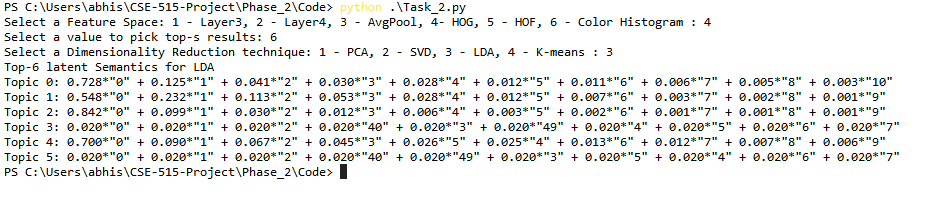 PS C:\Users\abhis\CSE-515-Project\Phase_2\Code> python .\Task_2.py
Select a Feature Space: 1 - Layer3, 2 - Layer4, 3 - AvgPool, 4- HOG, 5 - HOF, 6 - Color Histogram : 4
Select a value to pick top-s results: 6
Select a Dimensionality Reduction technique: 1 - PCA, 2 - SVD, 3 - LDA, 4 - K-means : 3
Top-6 latent Semantics for LDA
Topic 0: 0.728*"0" + 0.125*"1" + 0.041*"2" + 0.030*"3" + 0.028*"4" + 0.012*"5" + 0.011*"6" + 0.006*"7" + 0.005*"8" + 0.003*"10"
Topic 1: 0.548*"0" + 0.232*"1" + 0.113*"2" + 0.053*"3" + 0.028*"4" + 0.012*"5" + 0.007*"6" + 0.003*"7" + 0.002*"8" + 0.001*"9"
Topic 2: 0.842*"0" + 0.099*"1" + 0.030*"2" + 0.012*"3" + 0.006*"4" + 0.003*"5" + 0.002*"6" + 0.001*"7" + 0.001*"8" + 0.001*"9"
Topic 3: 0.020*"0" + 0.020*"1" + 0.020*"2" + 0.020*"40" + 0.020*"3" + 0.020*"49" + 0.020*"4" + 0.020*"5" + 0.020*"6" + 0.020*"7"
Topic 4: 0.700*"0" + 0.090*"1" + 0.067*"2" + 0.045*"3" + 0.026*"5" + 0.025*"4" + 0.013*"6" + 0.012*"7" + 0.007*"8" + 0.006*"9"
Topic 5: 0.020*"0" + 0.020*"1" + 0.020*"2" + 0.020*"40" + 0.020*"49" + 0.020*"3" + 0.020*"5" + 0.020*"4" + 0.020*"6" + 0.020*"7"
PS C:\Users\abhis\CSE-515-Project\Phase_2\Code>